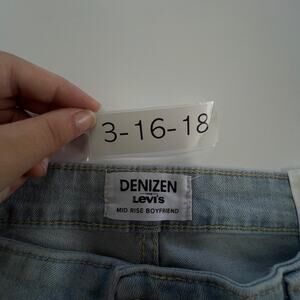 3-16-18
DENIZEN
Levi's
MID RISE BOYFRIEND